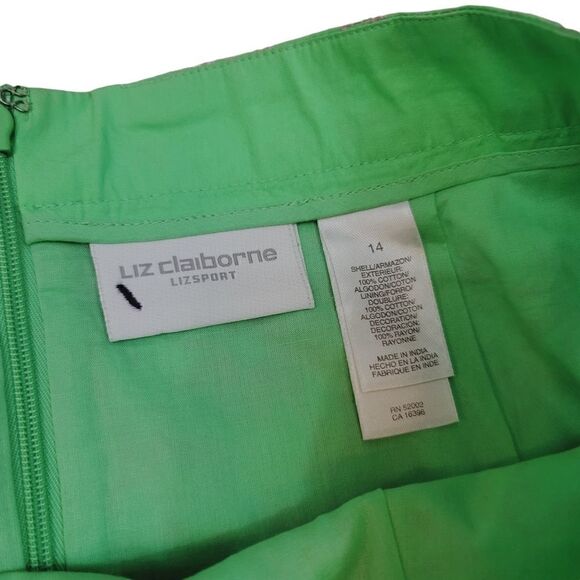 LIZ claiborne
LIZSPORT
14
SHELL/ARMAZON/
EXTERIEUR:
100% COTTON/
ALGODON/COTON
LINING/FORRO/
DOUBLURE:
100% COTTON/
ALGODON/COTON
DECORATION/
DECORACION:
100% RAYON/
RAYONNE
MADE IN INDIA
HECHO EN LA INDIA
FABRIQUE EN INDE
RN 52002
CA 16396